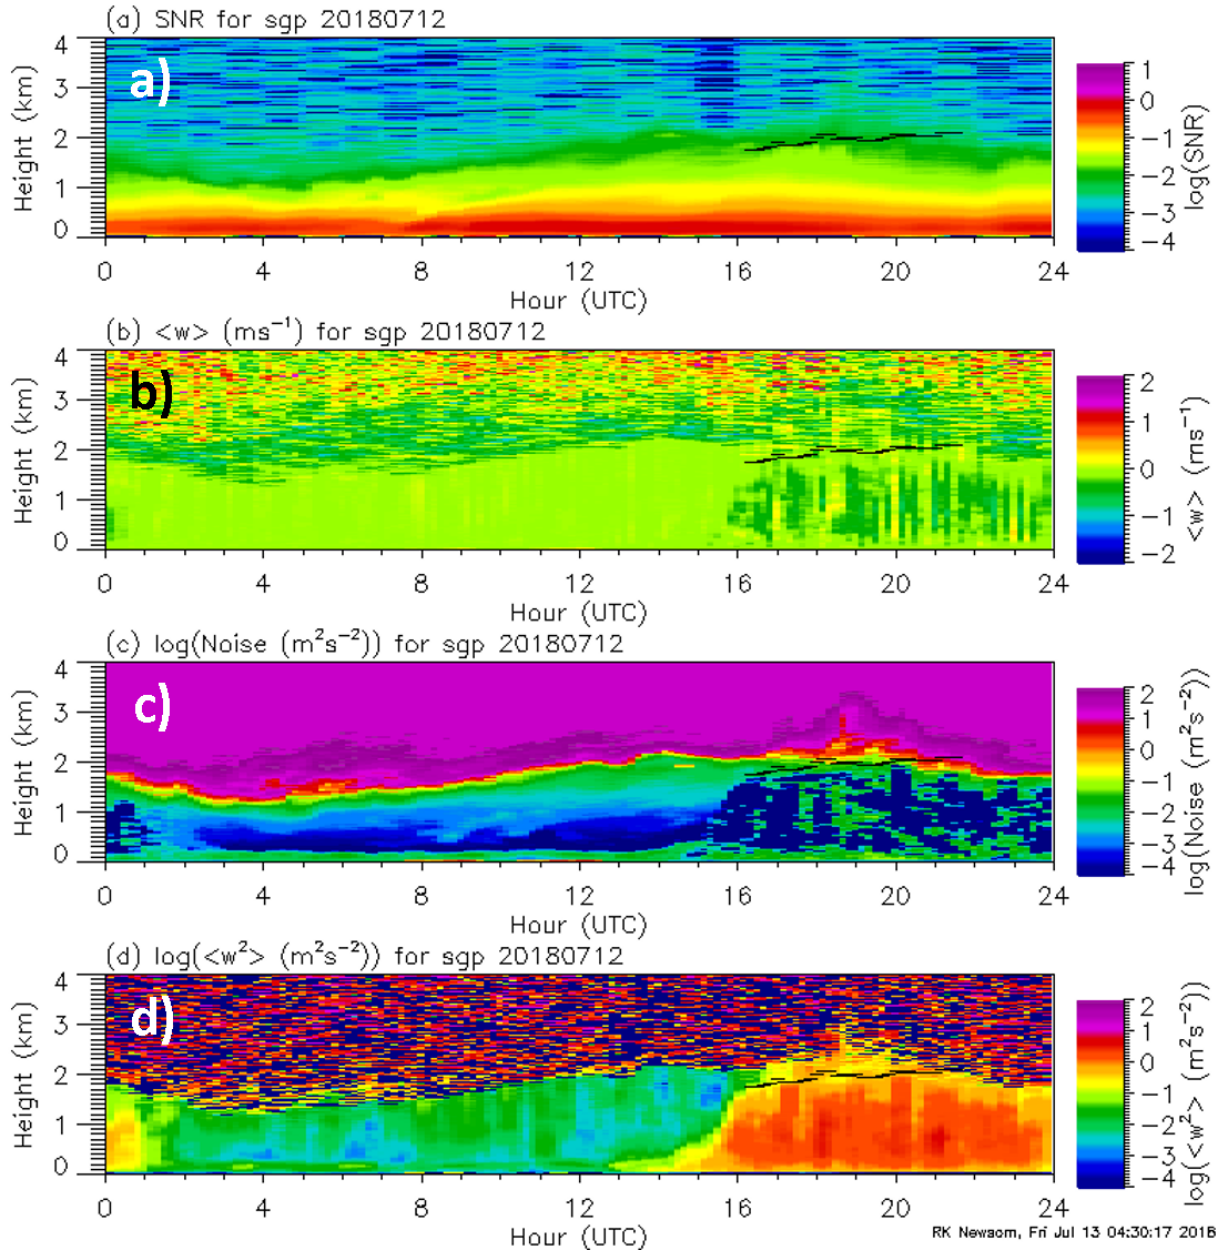 (a) SNR for sgp 20180712
a)
Height (km)
4
3
2
1
0
0 4 8 12 16 20 24
Hour (UTC)
1
0
−1
−2
−3
−4
log(SNR)
(b) <w> (ms⁻¹) for sgp 20180712
b)
Height (km)
4
3
2
1
0
0 4 8 12 16 20 24
Hour (UTC)
2
1
0
−1
−2
<w> (ms⁻¹)
(c) log(Noise (m²s⁻²)) for sgp 20180712
c)
Height (km)
4
3
2
1
0
0 4 8 12 16 20 24
Hour (UTC)
2
1
0
−1
−2
−3
−4
log(Noise (m²s⁻²))
(d) log(<w²> (m²s⁻²)) for sgp 20180712
d)
Height (km)
4
3
2
1
0
0 4 8 12 16 20 24
Hour (UTC)
2
1
0
−1
−2
−3
−4
log(<w²> (m²s⁻²))
RK Newsom, Fri Jul 13 04:30:17 2018